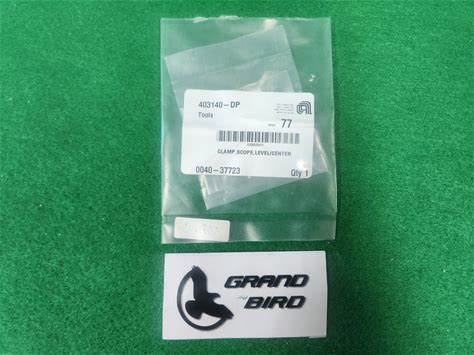 403140-DP
Tools
77
CLAMP,SCOPE,LEVEL/CENTER
0040-37723 Qty 1
GRAND
BIRD